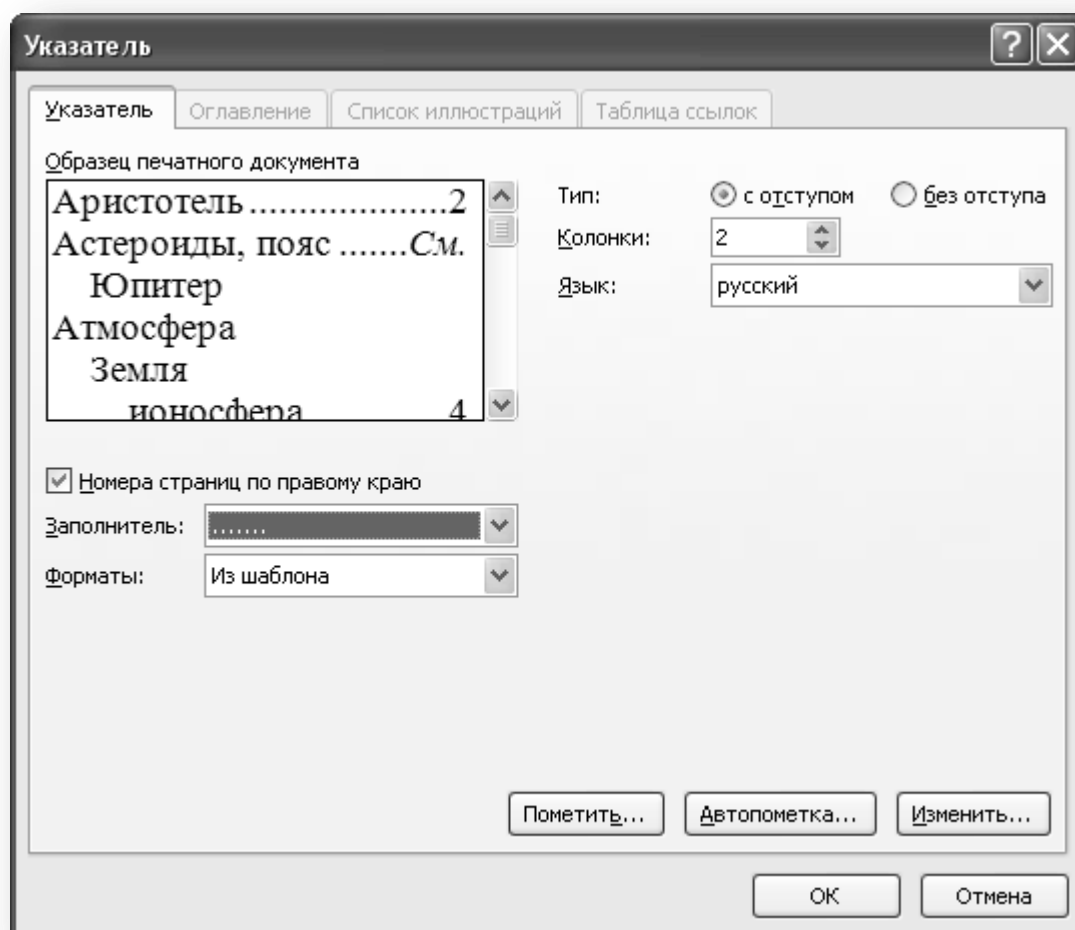 Указатель
Указатель Оглавление Список иллюстраций Таблица ссылок
Образец печатного документа
Аристотель.....................2
Астероиды, пояс .......См.
Юпитер
Атмосфера
Земля
ионосфера 4
Тип: с отступом без отступа
Колонки: 2
Язык: русский
Номера страниц по правому краю
Заполнитель: .......
Форматы: Из шаблона
Пометить... Автопометка... Изменить...
ОК Отмена